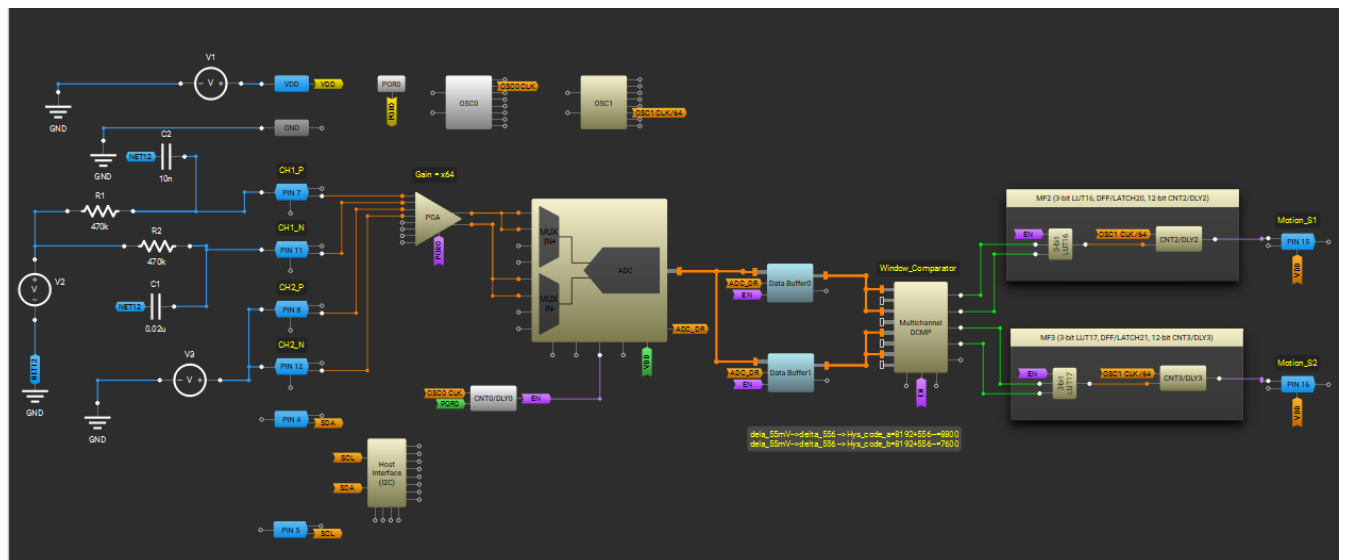 V1
VDD
VDD
POR0
POR0
OSC0
OSC0 CLK
OSC1
OSC1 CLK/64
GND
GND
GND
C2
NET12
10n
R1
470k
R2
470k
C1
NET12
0.02u
V2
NET12
GND
V3
GND
CH1_P
PIN 7
CH1_N
PIN 11
CH2_P
PIN 8
CH2_N
PIN 12
PIN 4
SDA
PIN 5
SCL
Gain = x64
PGA
POR0
MUX
IN+
MUX
IN-
ADC
ADC_DR
VDD
OSC0 CLK
POR0
CNT0/DLY0
EN
SCL
SDA
Host
Interface
(I2C)
Data Buffer0
ADC_DR
EN
Data Buffer1
ADC_DR
EN
Window_Comparator
Multichannel
DCMP
EN
dela_55mV->delta_556->Hys_code_a=8192+556--=8800
dela_55mV->delta_556->Hys_code_b=8192+556--=7600
MF2 (3-bit LUT16, DFF/LATCH20, 12-bit CNT2/DLY2)
EN
3-bit
LUT16
OSC1 CLK/64
CNT2/DLY2
Motion_S1
PIN 15
VDD
MF3 (3-bit LUT17, DFF/LATCH21, 12-bit CNT3/DLY3)
EN
3-bit
LUT17
OSC1 CLK/64
CNT3/DLY3
Motion_S2
PIN 16
VDD